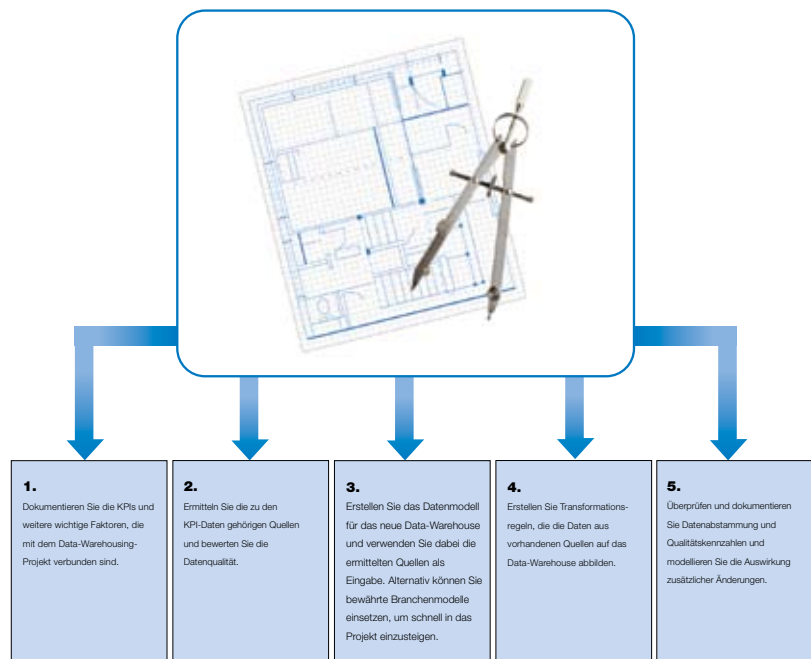 1.
Dokumentieren Sie die KPIs und
weitere wichtige Faktoren, die
mit dem Data-Warehousing-
Projekt verbunden sind.
2.
Ermitteln Sie die zu den
KPI-Daten gehörigen Quellen
und bewerten Sie die
Datenqualität.
3.
Erstellen Sie das Datenmodell
für das neue Data-Warehouse
und verwenden Sie dabei die
ermittelten Quellen als
Eingabe. Alternativ können Sie
bewährte Branchenmodelle
einsetzen, um schnell in das
Projekt einzusteigen.
4.
Erstellen Sie Transformations-
regeln, die die Daten aus
vorhandenen Quellen auf das
Data-Warehouse abbilden.
5.
Überprüfen und dokumentieren
Sie Datenabstammung und
Qualitätskennzahlen und
modellieren Sie die Auswirkung
zusätzlicher Änderungen.